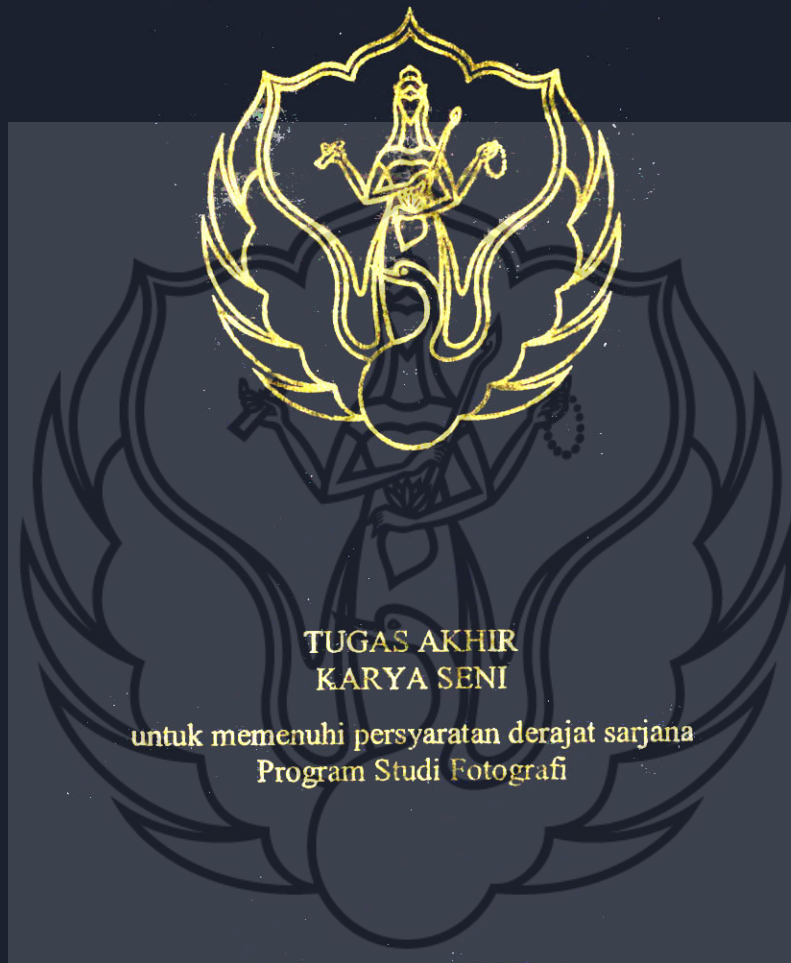 TUGAS AKHIR
KARYA SENI
untuk memenuhi persyaratan derajat sarjana
Program Studi Fotografi